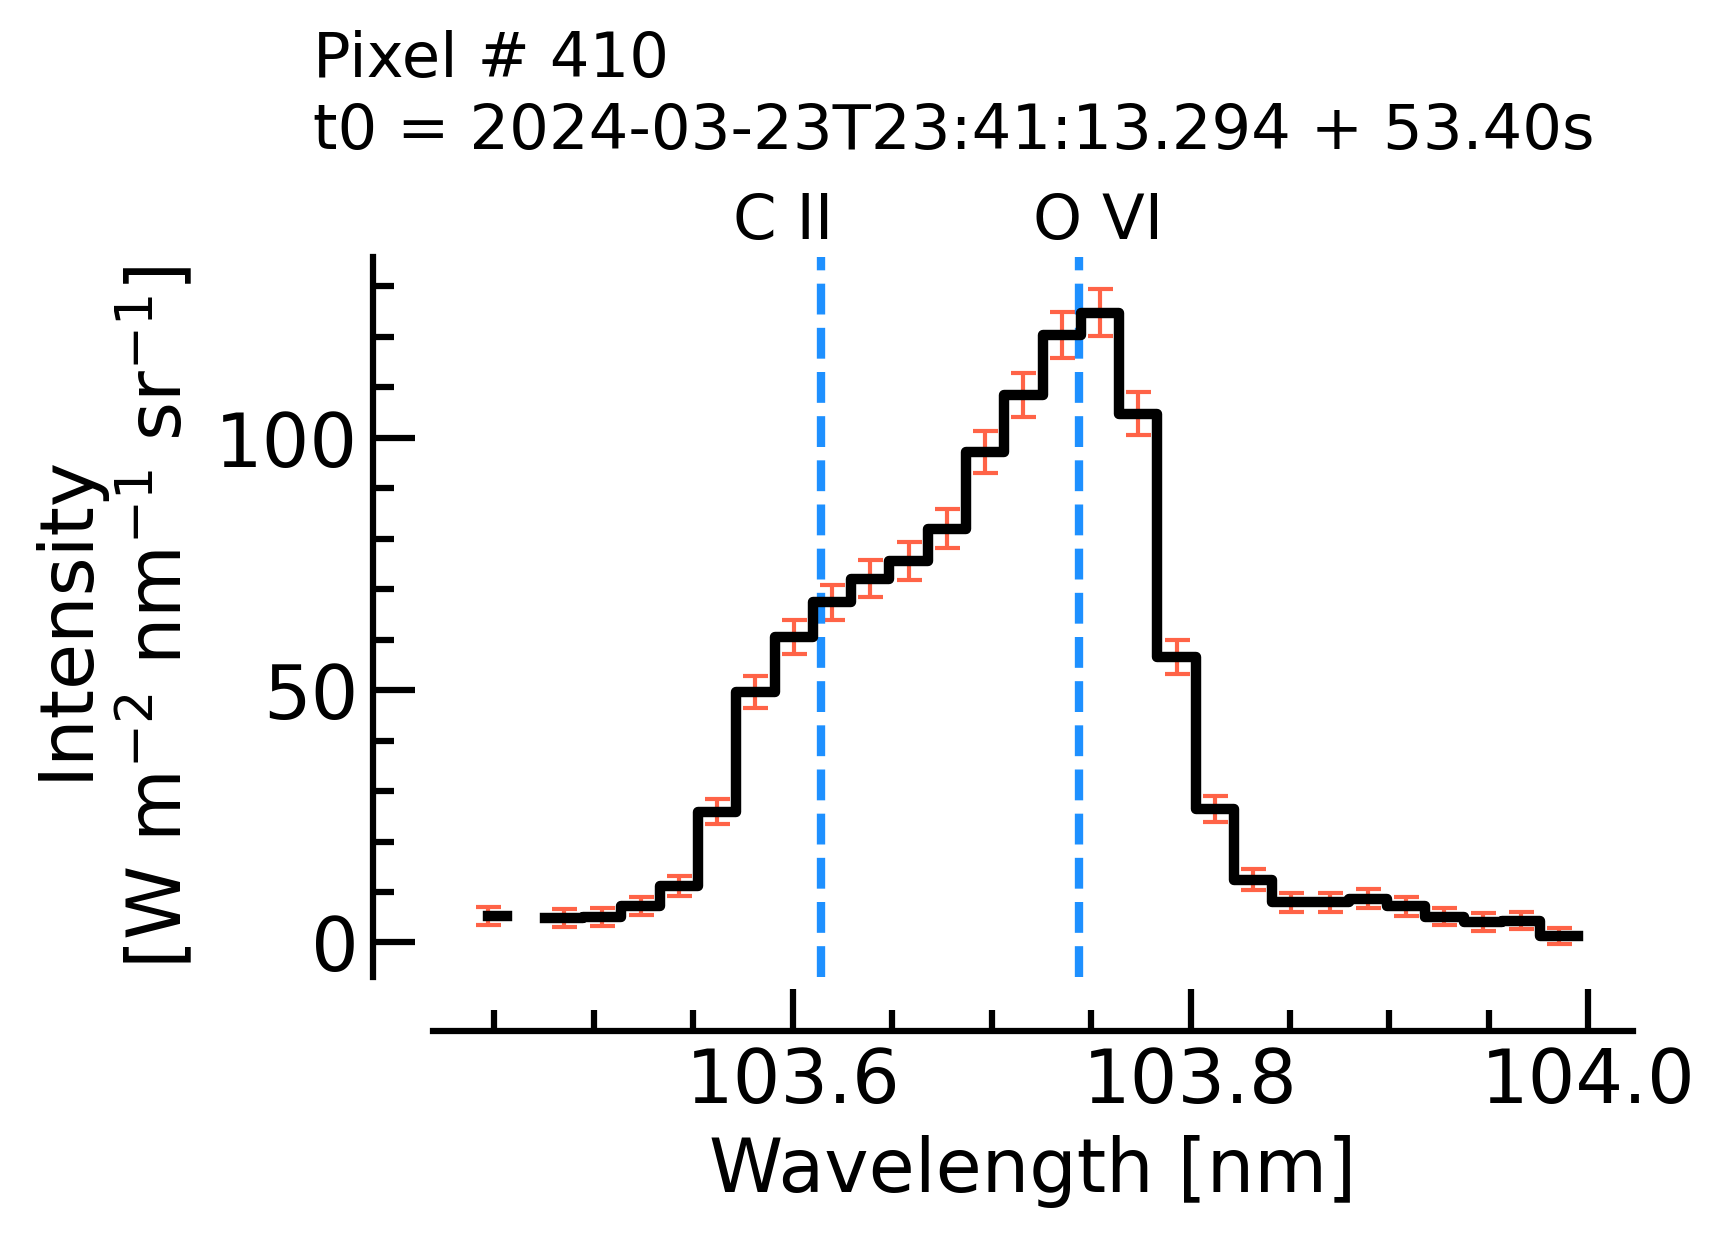 Pixel # 410
t0 = 2024-03-23T23:41:13.294 + 53.40s
C II
O VI
Intensity
[W m⁻² nm⁻¹ sr⁻¹]
100
50
0
103.6
103.8
104.0
Wavelength [nm]